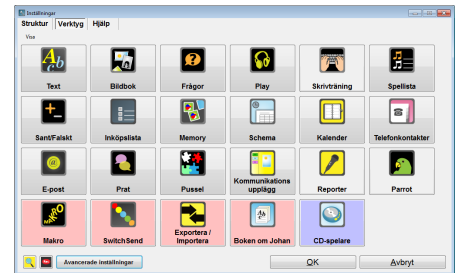 Inställningar
Struktur Verktyg Hjälp
Visa
Text Bildbok Frågor Play Skrivträning Spellista
Sant/Falskt Inköpslista Memory Schema Kalender Telefonkontakter
E-post Prat Pussel Kommunikations
upplägg Reporter Parrot
Makro SwitchSend Exportera /
Importera Boken om Johan CD-spelare
Avancerade inställningar OK Avbryt